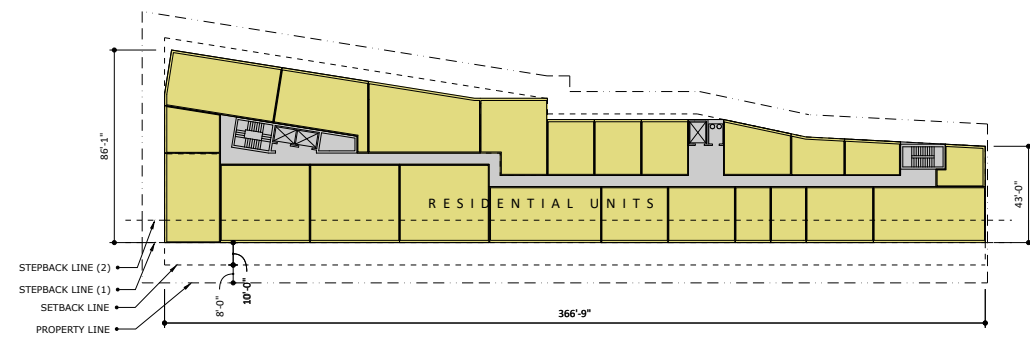 86'-1"
RESIDENTIAL UNITS
43'-0"
STEPBACK LINE (2)
STEPBACK LINE (1)
SETBACK LINE
PROPERTY LINE
8'-0"
10'-0"
366'-9"